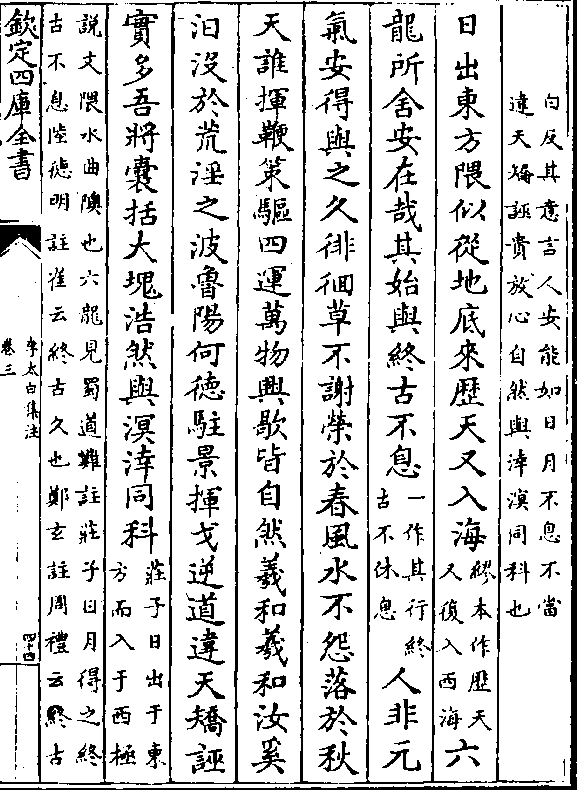 白反其意言人安能如日月不息不當
違天矯誣貴放心自然與涬溟同科也
日出東方隈似從地底來歴天又入海繆本作歴天又復入西海六
龍所舍安在哉其始與終古不息一作其行終古不休息人非元
氣安得與之久徘徊草不謝榮於春風水不怨落於秋
天誰揮鞭策驅四運萬物興歇皆自然羲和羲和汝奚
汩没於荒淫之波魯陽何徳駐景揮戈逆道違天矯誣
實多吾將囊括大塊浩然與溟涬同科莊子日出于東方而入于西極
説文隈水曲隩也六龍見蜀道難註莊子日月得之終
古不息陸徳明註崔云終古久也鄭玄註周禮云終古
欽定四庫全書
李太白集注
卷三
四十四